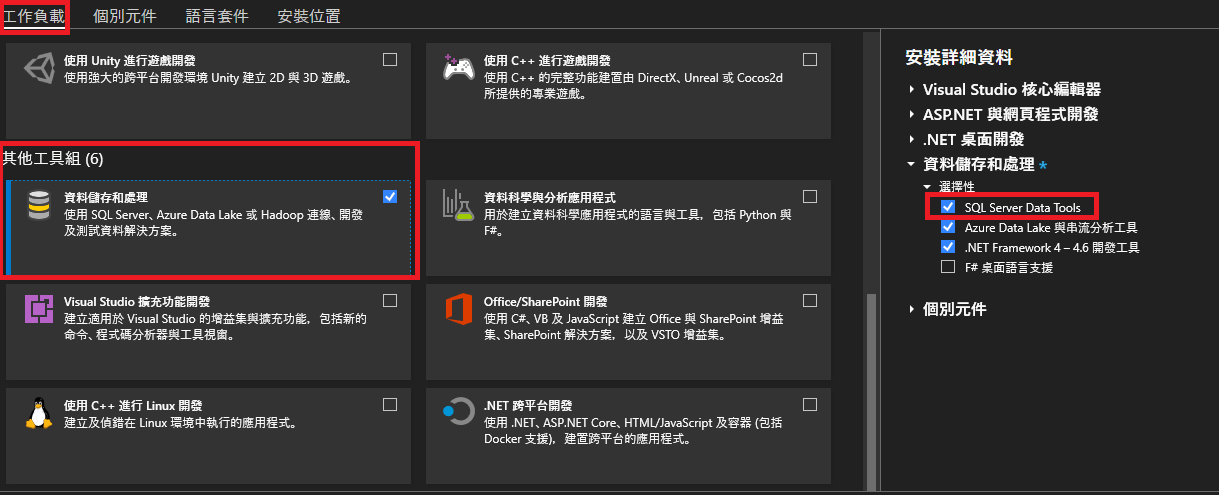 工作負載 個別元件 語言套件 安裝位置
使用 Unity 進行遊戲開發
使用強大的跨平台開發環境 Unity 建立 2D 與 3D 遊戲。
使用 C++ 進行遊戲開發
使用 C++ 的完整功能建置由 DirectX、Unreal 或 Cocos2d
所提供的專業遊戲。
其他工具組 (6)
資料儲存和處理
使用 SQL Server、Azure Data Lake 或 Hadoop 連線、開發
及測試資料解決方案。
資料科學與分析應用程式
用於建立資料科學應用程式的語言與工具，包括 Python 與
F#。
Visual Studio 擴充功能開發
建立適用於 Visual Studio 的增益集與擴充功能，包括新的
命令、程式碼分析器與工具視窗。
Office/SharePoint 開發
使用 C#、VB 及 JavaScript 建立 Office 與 SharePoint 增益
集、SharePoint 解決方案，以及 VSTO 增益集。
使用 C++ 進行 Linux 開發
建立及偵錯在 Linux 環境中執行的應用程式。
.NET 跨平台開發
使用 .NET、ASP.NET Core、HTML/JavaScript 及容器 (包括
Docker 支援)，建置跨平台的應用程式。
安裝詳細資料
Visual Studio 核心編輯器
ASP.NET 與網頁程式開發
.NET 桌面開發
資料儲存和處理 *
選擇性
SQL Server Data Tools
Azure Data Lake 與串流分析工具
.NET Framework 4 – 4.6 開發工具
F# 桌面語言支援
個別元件